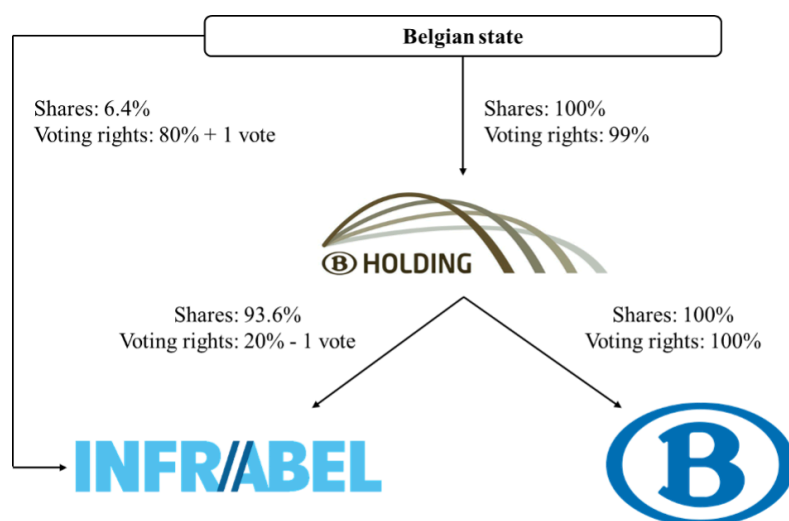 Belgian state
Shares: 6.4%
Voting rights: 80% + 1 vote
Shares: 100%
Voting rights: 99%
B HOLDING
Shares: 93.6%
Voting rights: 20% - 1 vote
Shares: 100%
Voting rights: 100%
INFRABEL
B